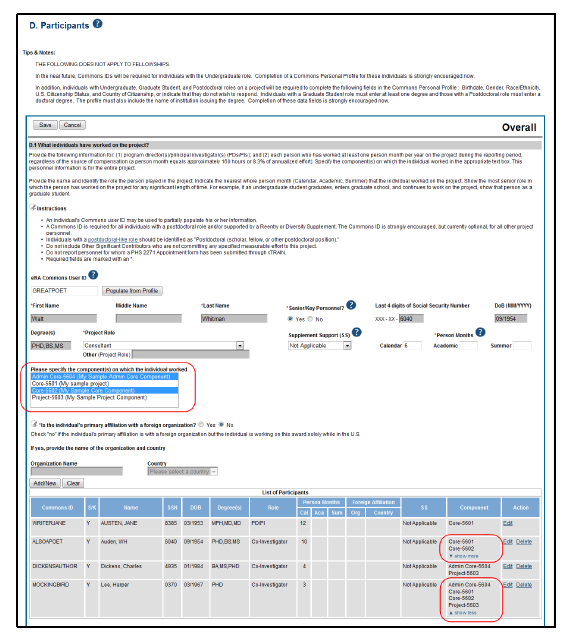 D. Participants ?
Tips & Notes:
THE FOLLOWING DOES NOT APPLY TO FELLOWSHIPS.
In the near future, Commons IDs will be required for individuals with the Undergraduate role. Completion of a Commons Personal Profile for these individuals is strongly encouraged now.
In addition, individuals with Undergraduate, Graduate Student, and Postdoctoral roles on a project will be required to complete the following fields in the Commons Personal Profile: Birthdate, Gender, Race/Ethnicity,
U.S. Citizenship Status, and Country of Citizenship, or indicate that they do not wish to respond. Individuals with a Graduate Student role must enter at least one degree and those with a Postdoctoral role must enter a
doctoral degree. The profile must also include the name of institution issuing the degree. Completion of these data fields is strongly encouraged now.
Save Cancel
Overall
D.1 What individuals have worked on the project?
Provide the following information for: (1) program director(s)/principal investigator(s) (PDs/PIs); and (2) each person who has worked at least one person month per year on the project during the reporting period,
regardless of the source of compensation (a person month equals approximately 160 hours or 8.3% of annualized effort). Specify the component(s) on which the individual worked in the appropriate text box. This
personnel information is for the entire project.
Provide the name and identify the role the person played in the project. Indicate the nearest whole person month (Calendar, Academic, Summer) that the individual worked on the project. Show the most senior role in
which the person has worked on the project for any significant length of time. For example, if an undergraduate student graduates, enters graduate school, and continues to work on the project, show that person as a
graduate student.
Instructions
• An individual's Commons user ID may be used to partially populate his or her information.
• A Commons ID is required for all individuals with a postdoctoral role and/or supported by a Reentry or Diversity Supplement. The Commons ID is strongly encouraged, but currently optional, for all other project
personnel.
• Individuals with a postdoctoral-like role should be identified as "Postdoctoral (scholar, fellow, or other postdoctoral position)."
• Do not include Other Significant Contributors who are not committing any specified measurable effort to this project.
• Do not report personnel for whom a PHS 2271 Appointment form has been submitted through xTRAIN.
• Required fields are marked with an *.
eRA Commons User ID ?
GREATPOET Populate from Profile
*First Name Middle Name *Last Name *Senior/Key Personnel? ? Last 4 digits of Social Security Number DoB (MM/YYYY)
Walt Whitman Yes No XXX - XX - 5040 09/1954
Degree(s) *Project Role Supplement Support (SS) ? *Person Months ?
PHD,BS,MS Consultant Not Applicable Calendar 6 Academic Summer
Other (Project Role)
Please specify the component(s) on which the individual worked
Admin Core-5604 (My Sample Admin Core Component)
Core-5601 (My sample project)
Core-5602 (My Sample Core Component)
Project-5603 (My Sample Project Component)
*Is the individual's primary affiliation with a foreign organization? Yes No
Check "no" if the individual's primary affiliation is with a foreign organization but the individual is working on this award solely while in the U.S.
If yes, provide the name of the organization and country
Organization Name Country
Please select a country
Add/New Clear
List of Participants
Commons ID S/K Name SSN DOB Degree(s) Role Person Months Foreign Affiliation SS Component Action
Cal Aca Sum Org Country
WRITERJANE Y AUSTEN, JANE 8385 03/1953 MPH,MD,MD PD/PI 12 Not Applicable Core-5601 Edit
ALSOAPOET Y Auden, WH 5040 09/1954 PHD,BS,MS Co-Investigator 10 Not Applicable Core-5601 Edit Delete
Core-5602
▼ show more
DICKENSAUTHOR Y Dickens, Charles 4935 01/1984 BA,MS,PHD Co-Investigator 4 Not Applicable Admin Core-5604 Edit Delete
Project-5603
MOCKINGBIRD Y Lee, Harper 0370 03/1967 PHD Co-Investigator 3 Not Applicable Admin Core-5604 Edit Delete
Core-5601
Core-5602
Project-5603
▲ show less